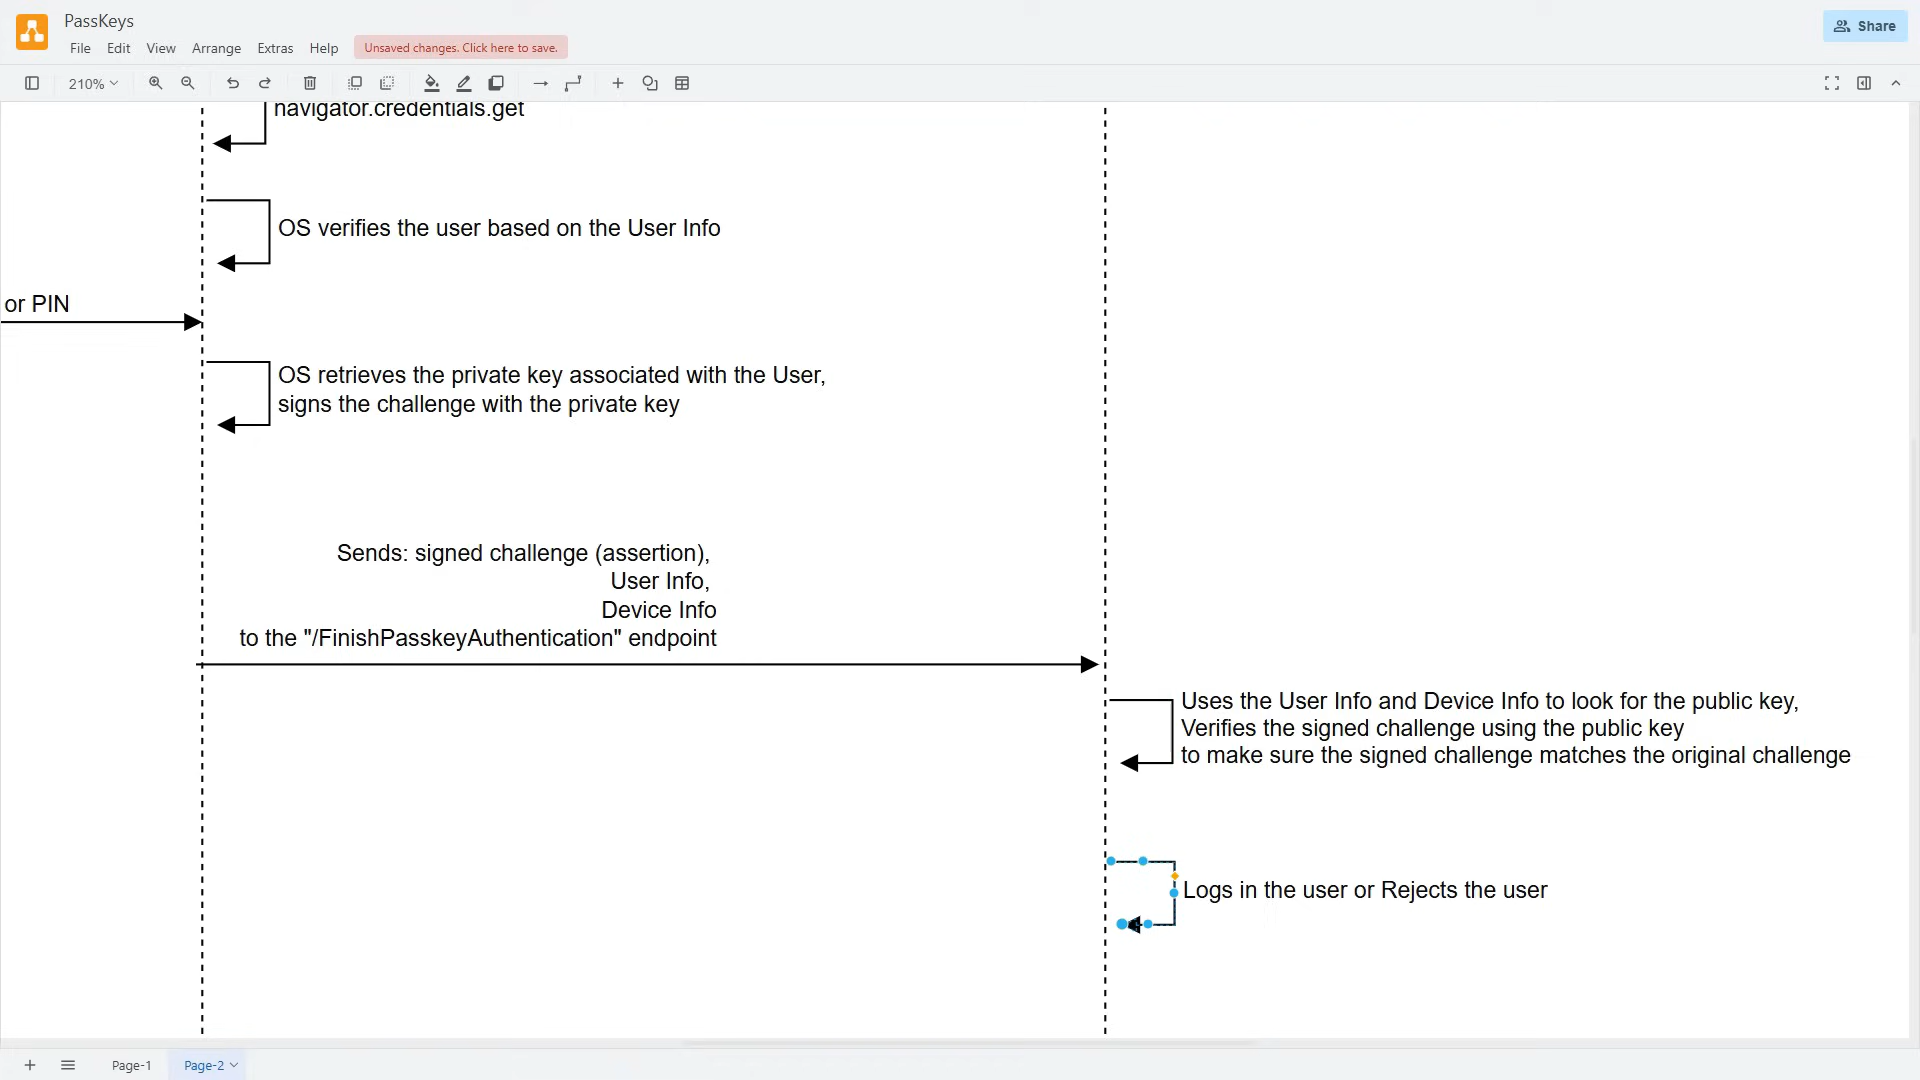 PassKeys
File Edit View Arrange Extras Help Unsaved changes. Click here to save.
Share
210%
navigator.credentials.get
OS verifies the user based on the User Info
or PIN
OS retrieves the private key associated with the User,
signs the challenge with the private key
Sends: signed challenge (assertion),
User Info,
Device Info
to the "/FinishPasskeyAuthentication" endpoint
Uses the User Info and Device Info to look for the public key,
Verifies the signed challenge using the public key
to make sure the signed challenge matches the original challenge
Logs in the user or Rejects the user
Page-1 Page-2